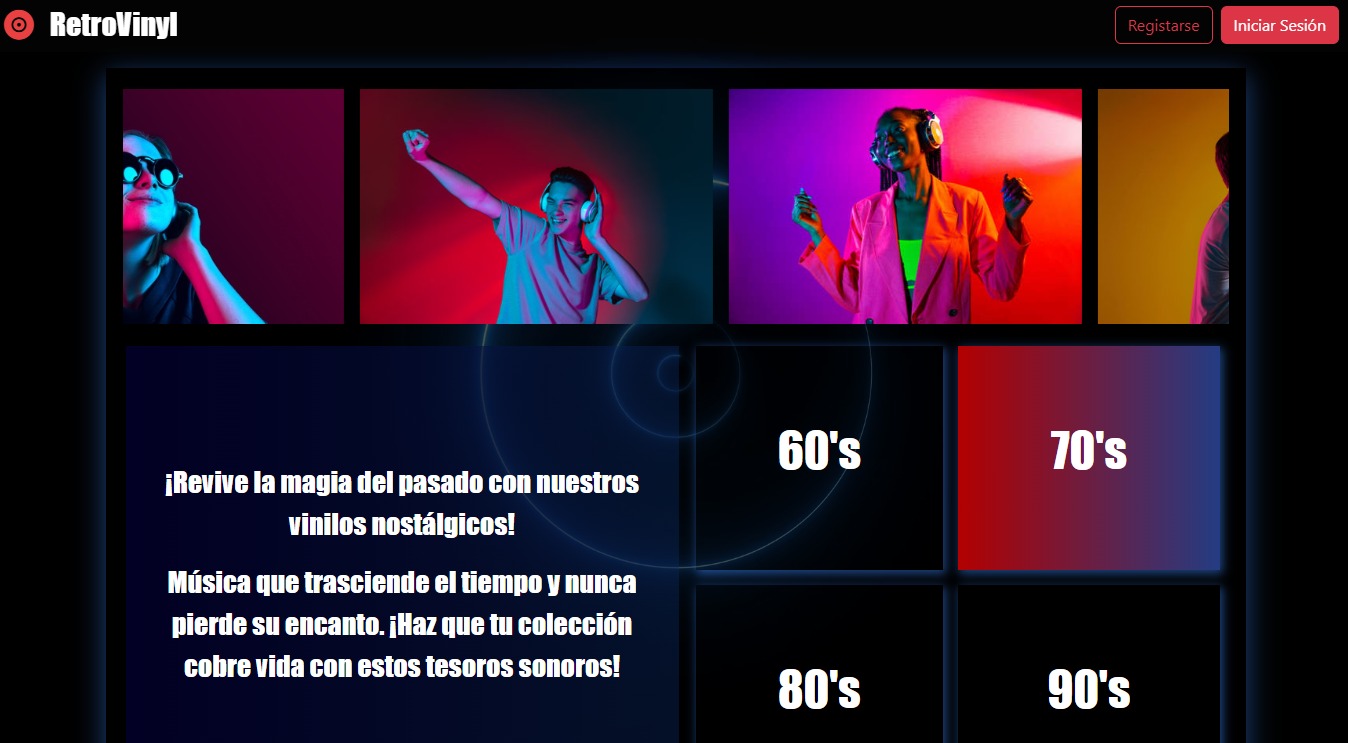 RetroVinyl
Registarse
Iniciar Sesión
¡Revive la magia del pasado con nuestros
vinilos nostálgicos!
Música que trasciende el tiempo y nunca
pierde su encanto. ¡Haz que tu colección
cobre vida con estos tesoros sonoros!
60's
70's
80's
90's